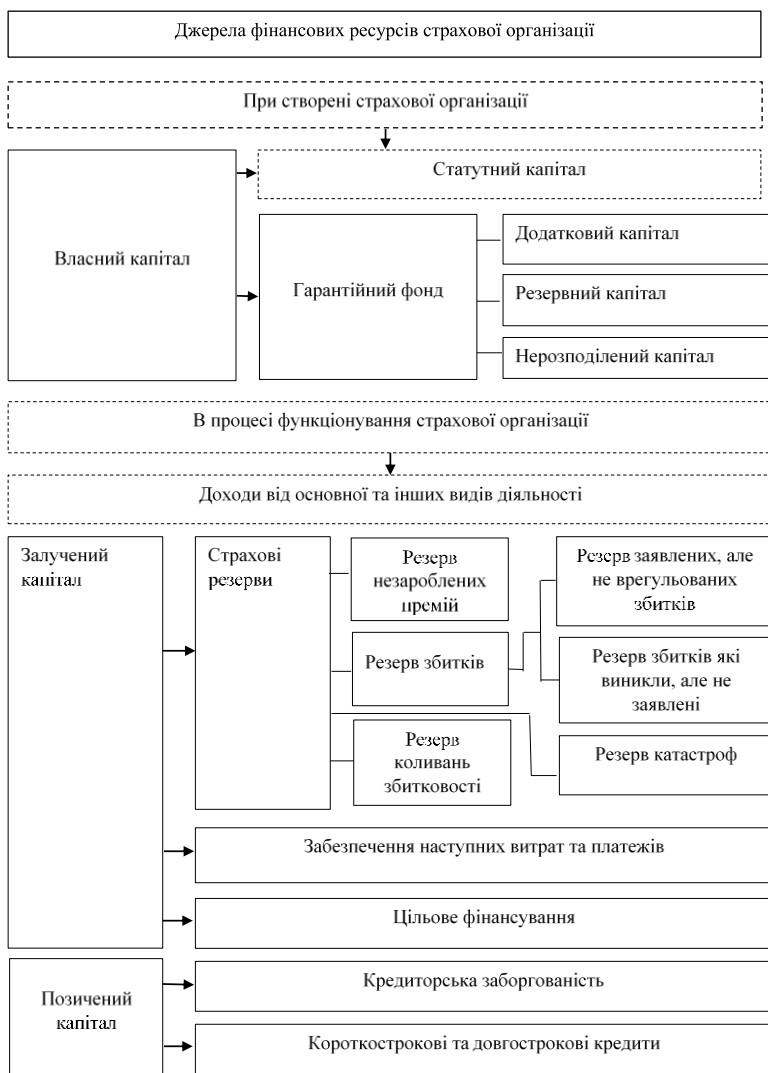 Джерела фінансових ресурсів страхової організації
При створені страхової організації
Статутний капітал
Власний капітал
Гарантійний фонд
Додатковий капітал
Резервний капітал
Нерозподілений капітал
В процесі функціонування страхової організації
Доходи від основної та інших видів діяльності
Залучений
капітал
Страхові
резерви
Резерв
незароблених
премій
Резерв збитків
Резерв
коливань
збитковості
Резерв заявлених, але
не врегульованих
збитків
Резерв збитків які
виникли, але не
заявлені
Резерв катастроф
Забезпечення наступних витрат та платежів
Цільове фінансування
Позичений
капітал
Кредиторська заборгованість
Короткострокові та довгострокові кредити